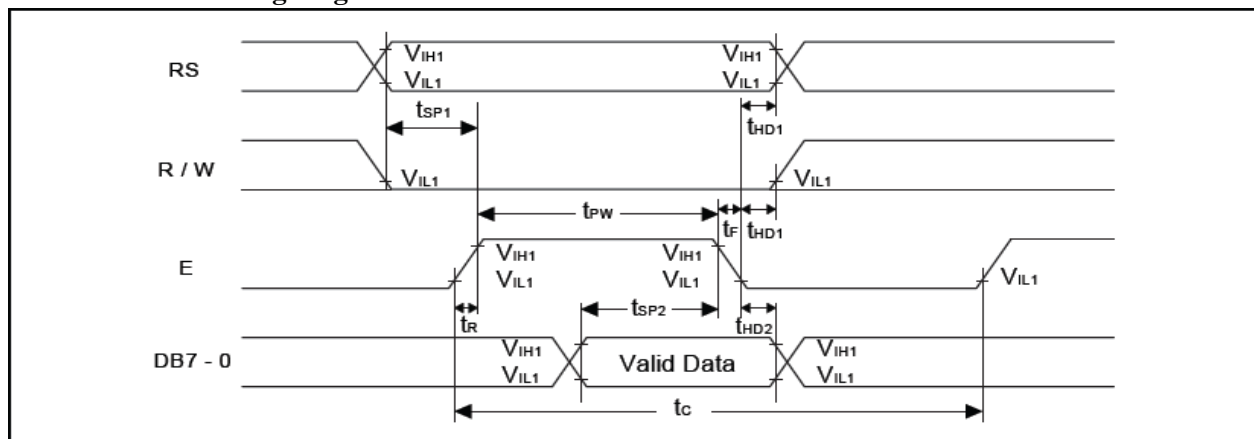 RS
VIH1
VIL1
VIH1
VIL1
tSP1
tHD1
R / W
VIL1
VIL1
tPW
tF
tHD1
E
VIH1
VIL1
VIH1
VIL1
VIL1
tR
tSP2
tHD2
DB7 - 0
VIH1
VIL1
Valid Data
VIH1
VIL1
tC